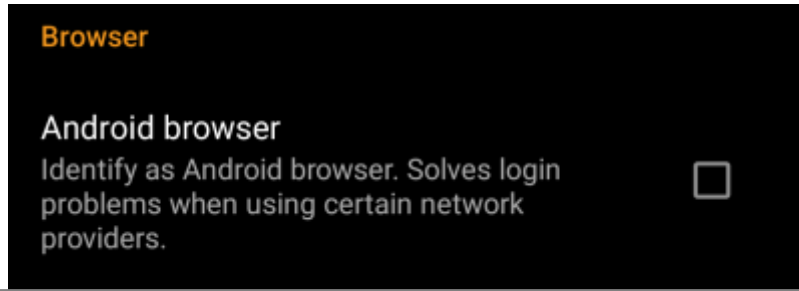 Browser
Android browser
Identify as Android browser. Solves login
problems when using certain network
providers.